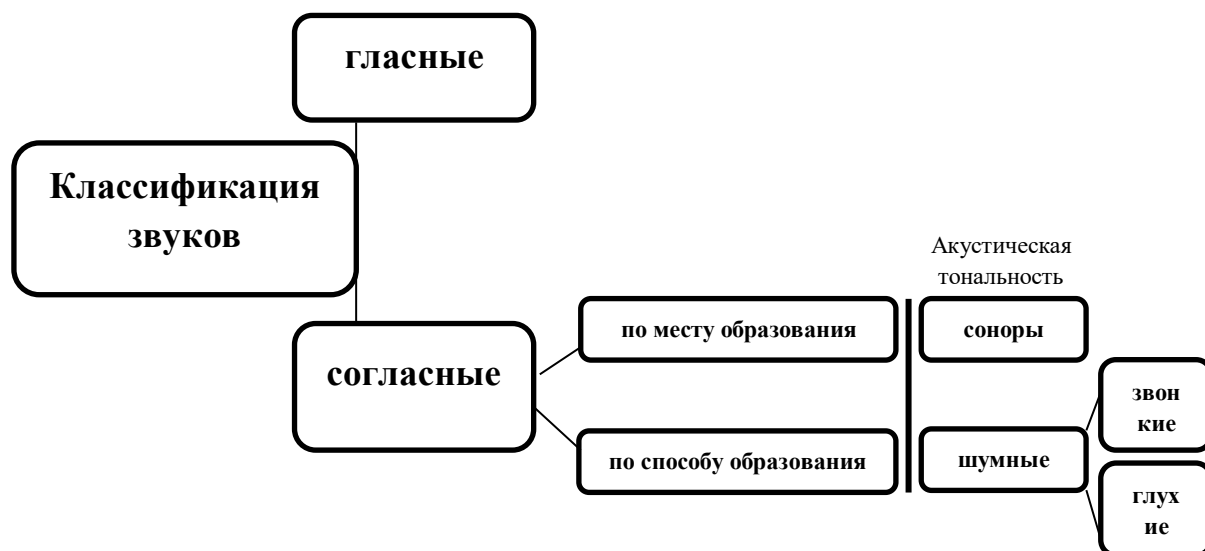 гласные
Классификация
звуков
согласные
Акустическая
тональность
по месту образования
соноры
звон
кие
по способу образования
шумные
глух
ие